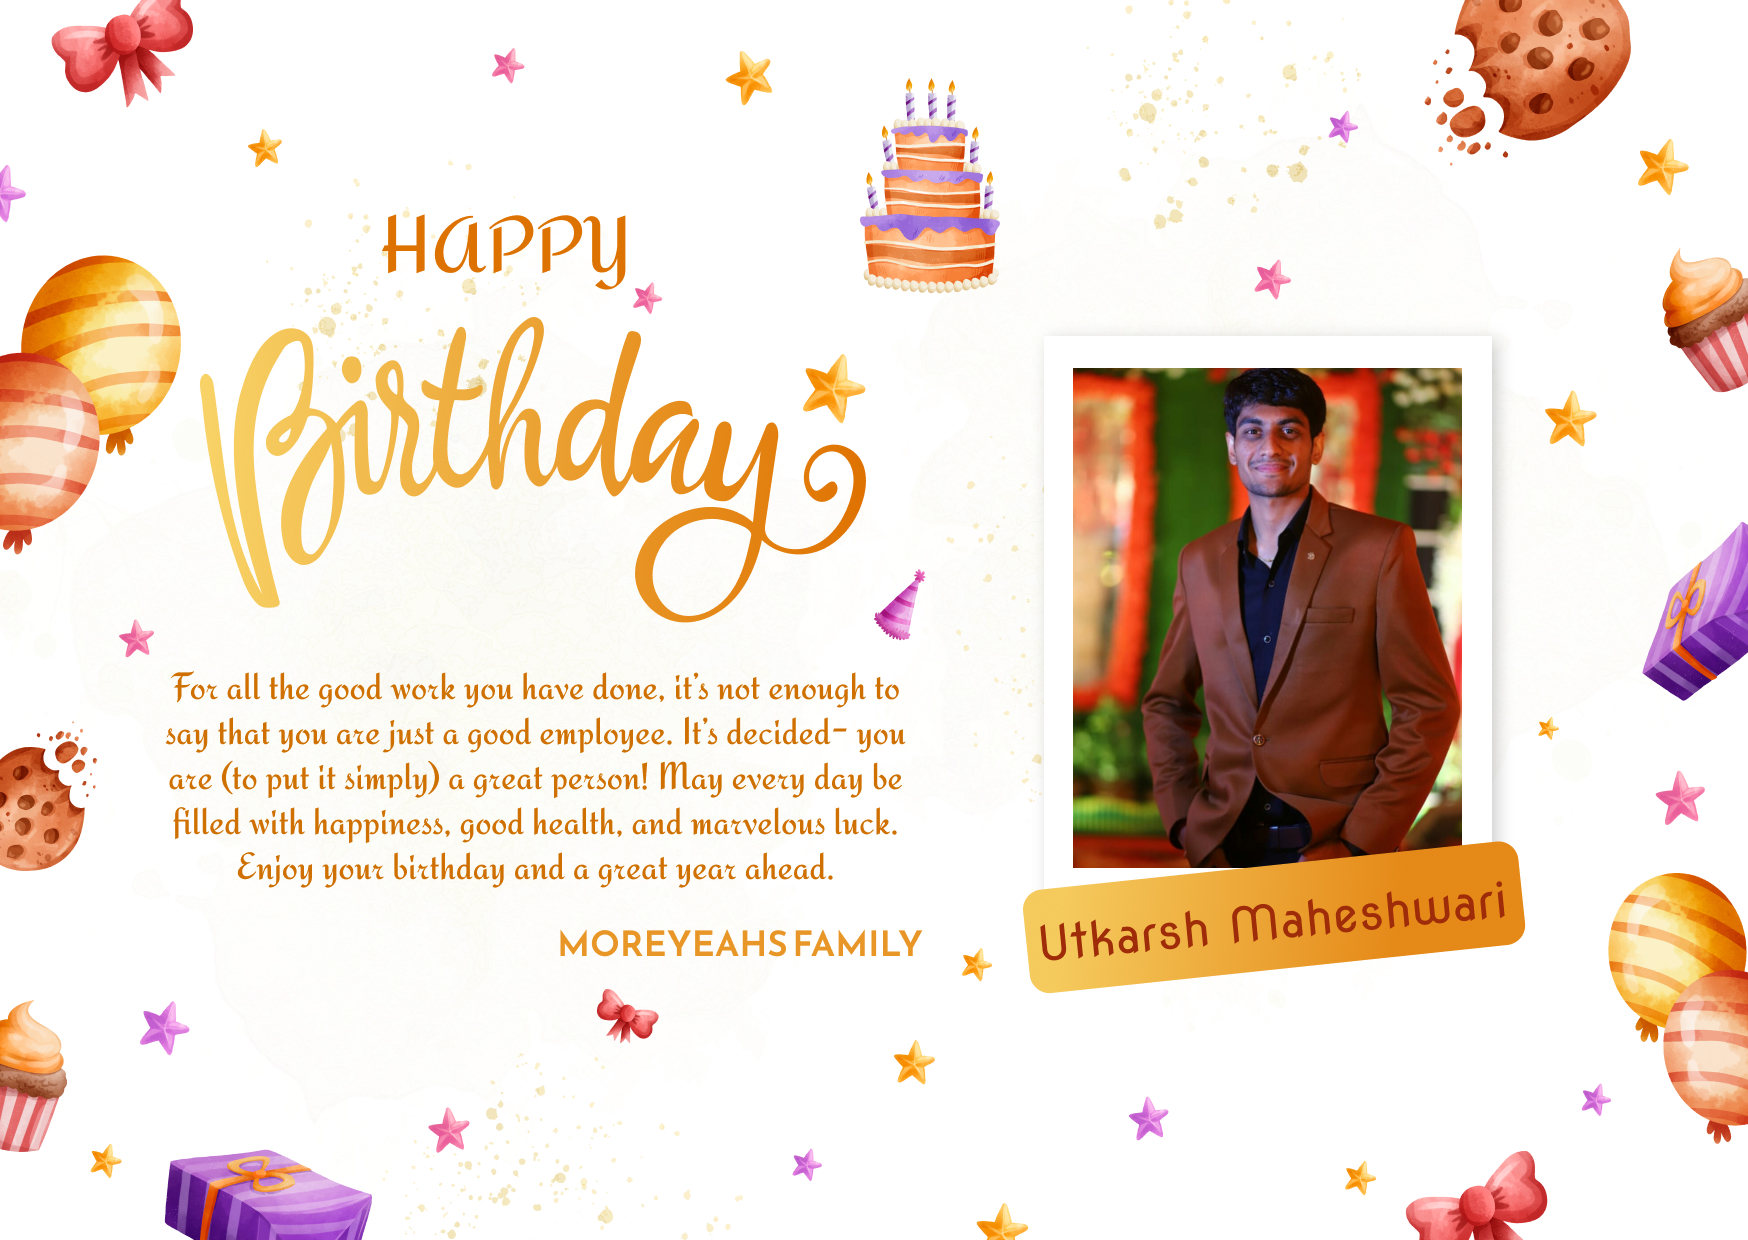 HAPPY
Birthday
For all the good work you have done, it's not enough to
say that you are just a good employee. It's decided- you
are (to put it simply) a great person! May every day be
filled with happiness, good health, and marvelous luck.
Enjoy your birthday and a great year ahead.
MOREYEAHS FAMILY
Utkarsh Maheshwari